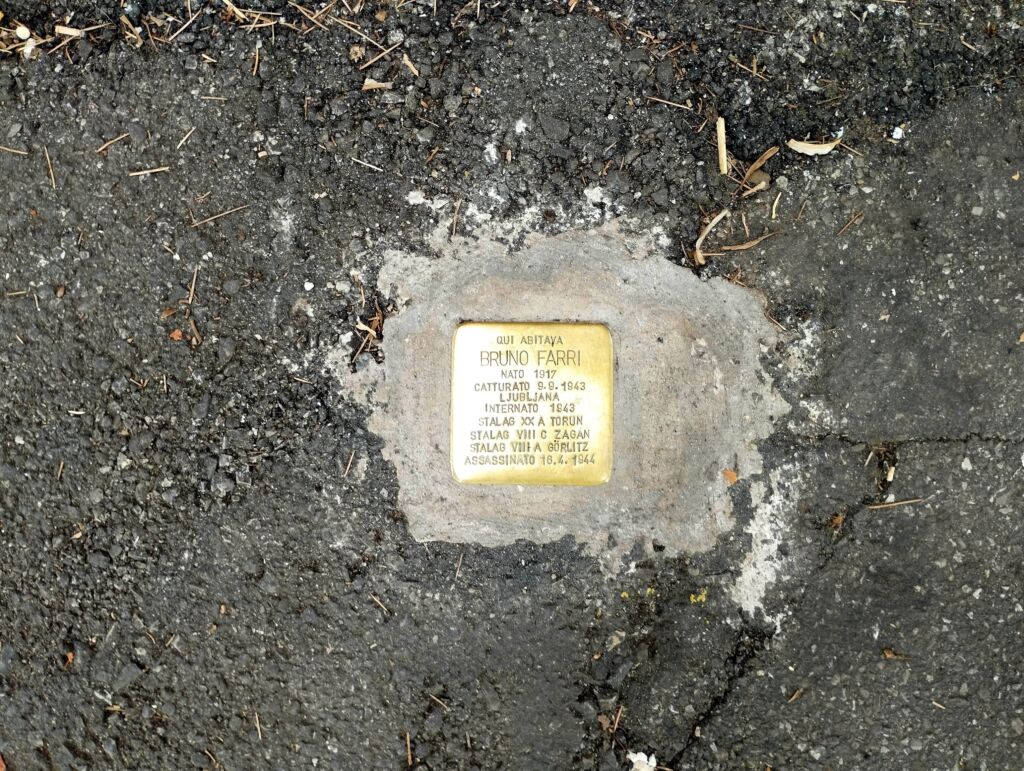 QUI ABITAVA
BRUNO FARRI
NATO 1917
CATTURATO 9.9.1943
LJUBLJANA
INTERNATO 1943
STALAG XX A TORUN
STALAG VIII C ZAGAN
STALAG VIII A GÖRLITZ
ASSASSINATO 16.4.1944